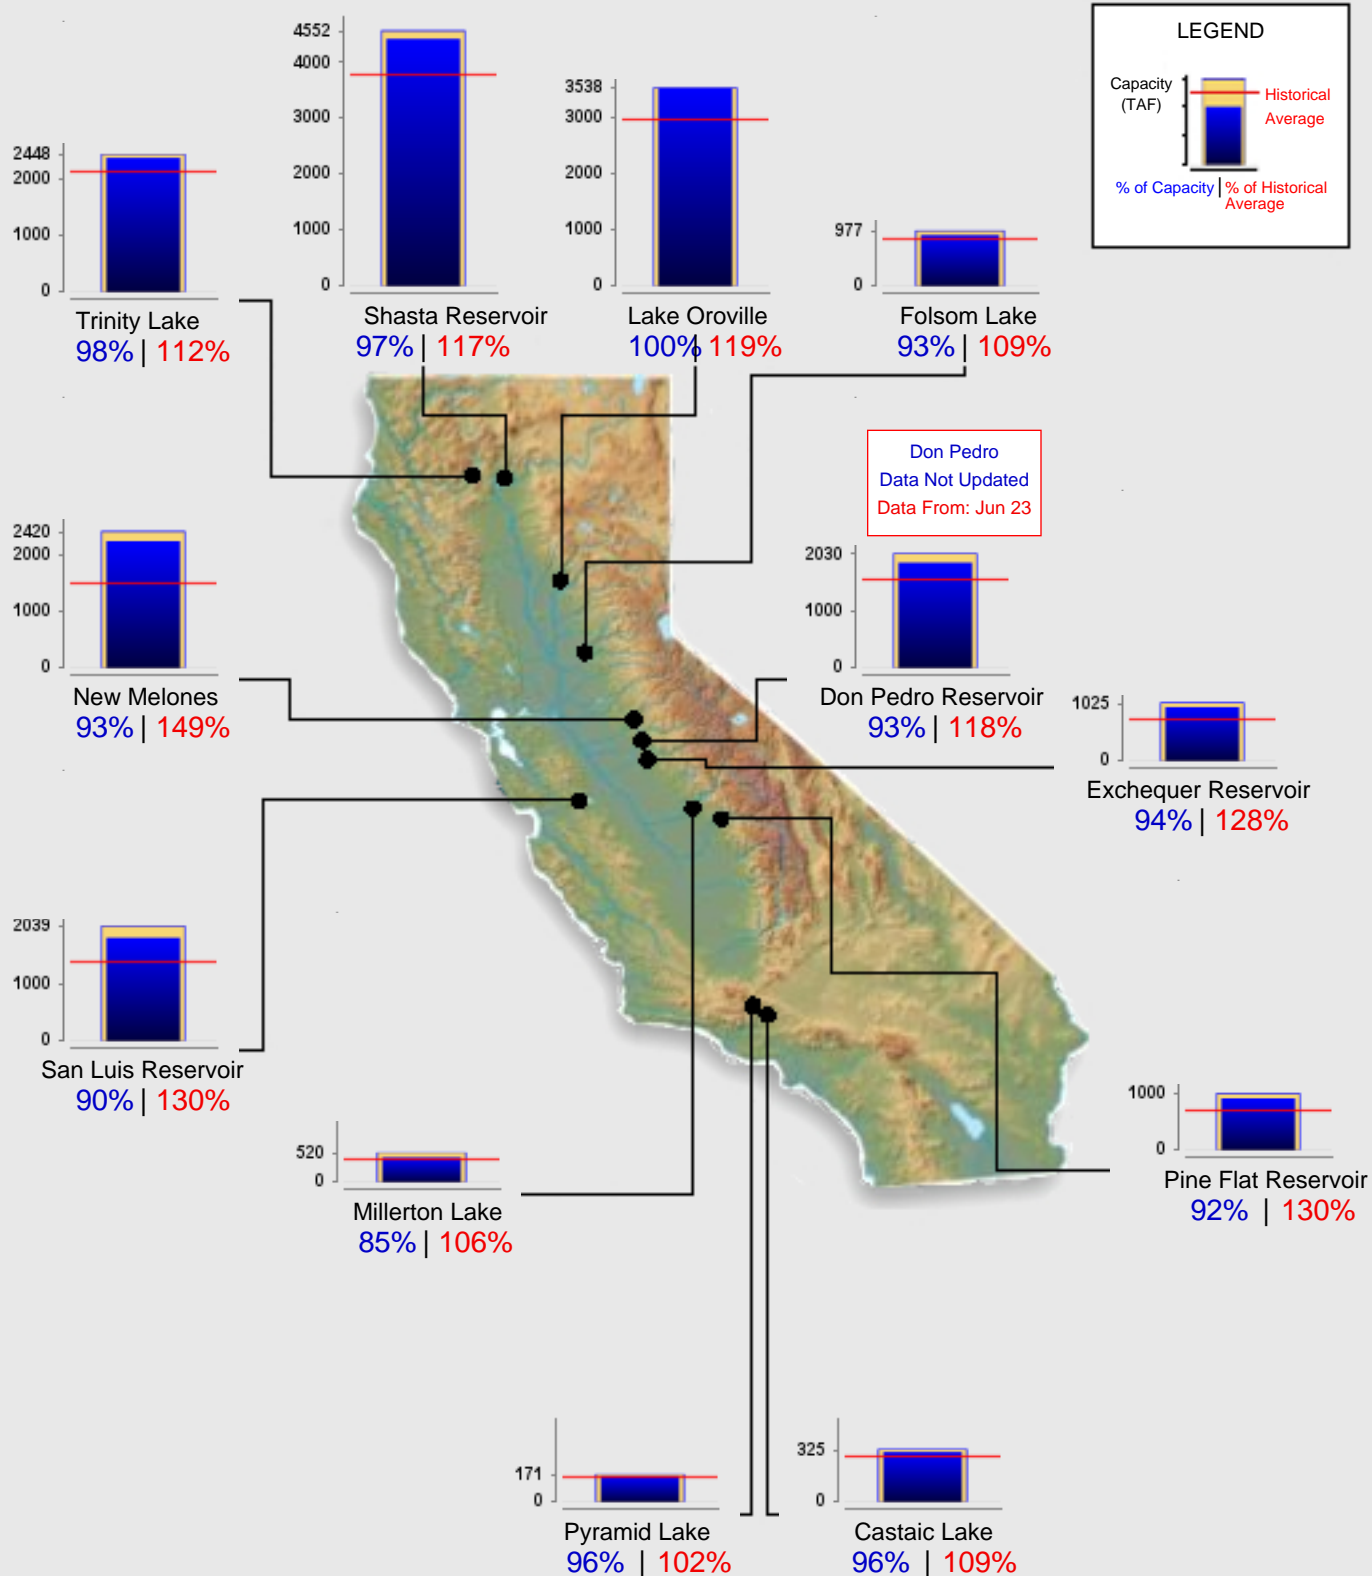 LEGEND
Capacity
(TAF)
Historical
Average
% of Capacity | % of Historical
Average
4552
4000
3000
2000
1000
0
Shasta Reservoir
97% | 117%
3538
3000
2000
1000
0
Lake Oroville
100% 119%
2448
2000
1000
0
Trinity Lake
98% | 112%
977
0
Folsom Lake
93% | 109%
Don Pedro
Data Not Updated
Data From: Jun 23
2420
2000
1000
0
New Melones
93% | 149%
2030
1000
0
Don Pedro Reservoir
93% | 118%
1025
0
Exchequer Reservoir
94% | 128%
2039
1000
0
San Luis Reservoir
90% | 130%
520
0
Millerton Lake
85% | 106%
1000
0
Pine Flat Reservoir
92% | 130%
171
0
Pyramid Lake
96% | 102%
325
0
Castaic Lake
96% | 109%